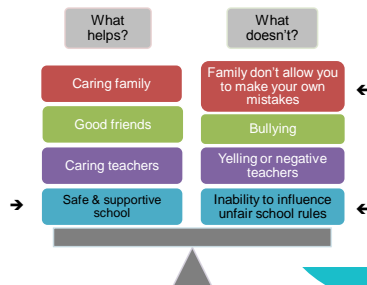 What
helps?
What
doesn't?
Caring family
Family don't allow you
to make your own
mistakes
Good friends
Bullying
Caring teachers
Yelling or negative
teachers
Safe & supportive
school
Inability to influence
unfair school rules